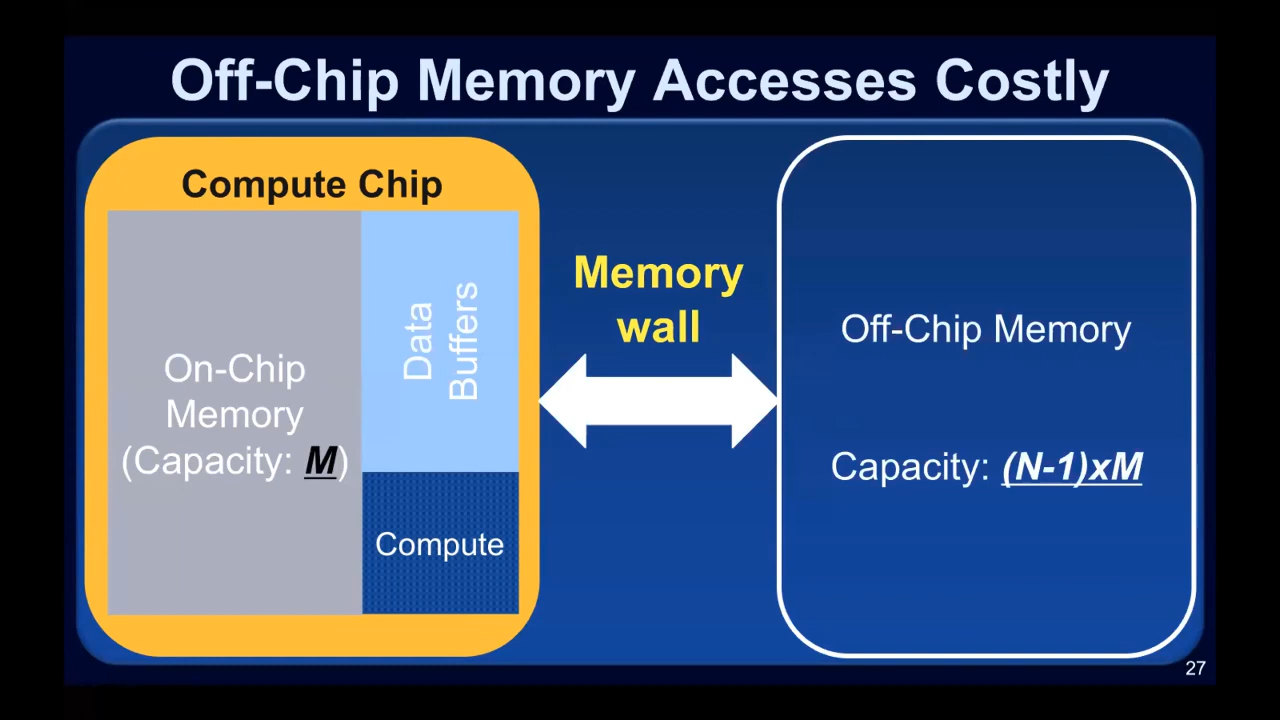 Off-Chip Memory Accesses Costly
Compute Chip
On-Chip
Memory
(Capacity: M)
Data
Buffers
Compute
Memory
wall
Off-Chip Memory
Capacity: (N-1)xM
27